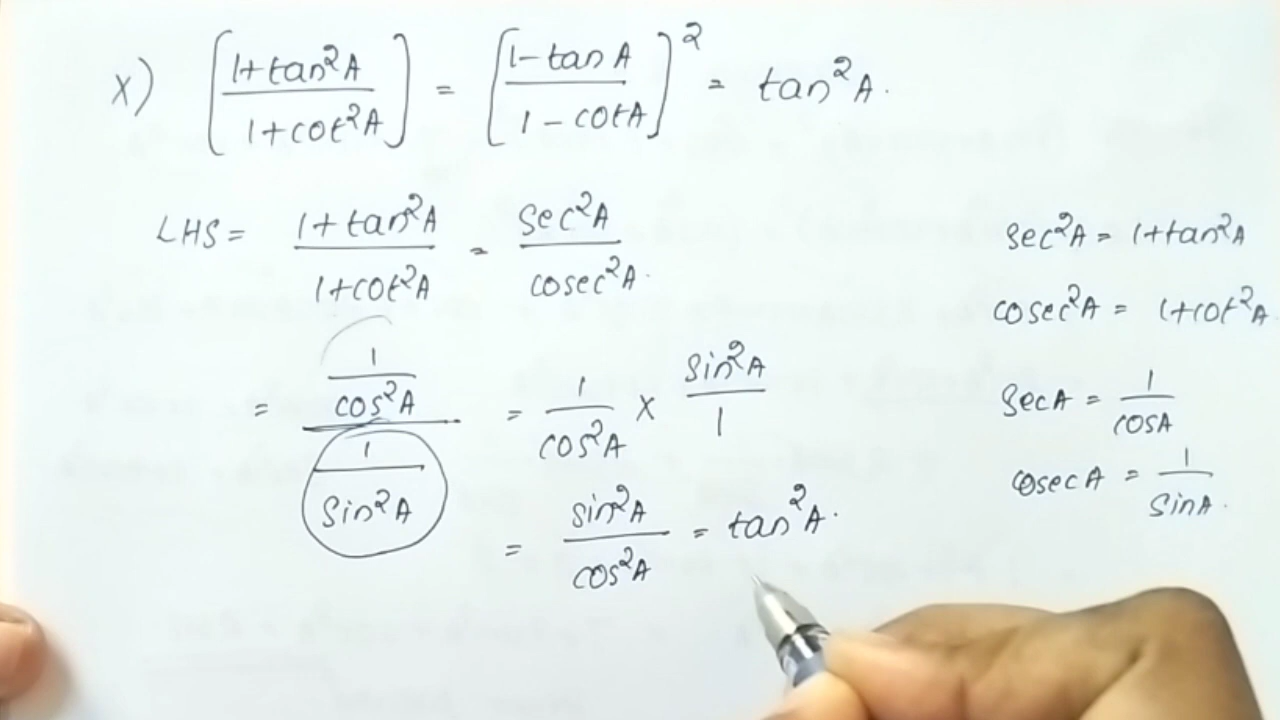 x) [1+tan²A / 1+cot²A] = [1-tan A / 1-cotA]² = tan²A.
LHS = 1+tan²A / 1+cot²A = sec²A / cosec²A.
sec²A = 1+tan²A
cosec²A = 1+cot²A.
= 1/cos²A / 1/sin²A = 1/cos²A x sin²A/1
secA = 1/cosA
cosecA = 1/sinA.
= sin²A/cos²A = tan²A.